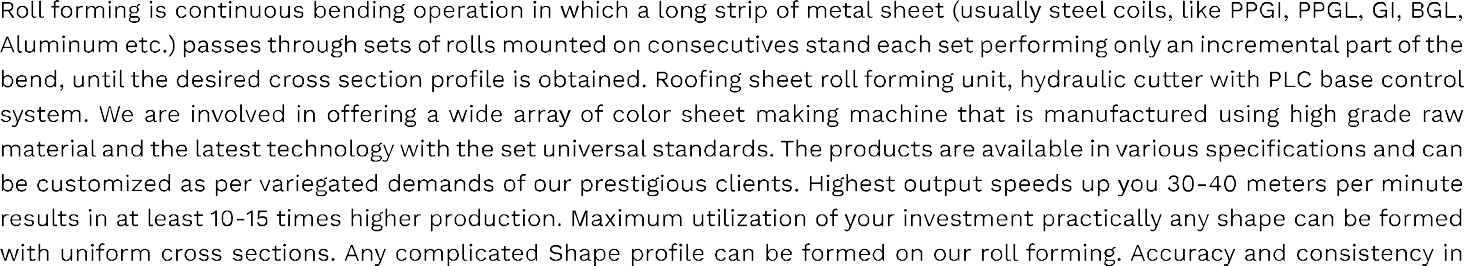 Roll forming is continuous bending operation in which a long strip of metal sheet (usually steel coils, like PPGI, PPGL, GI, BGL,
Aluminum etc.) passes through sets of rolls mounted on consecutives stand each set performing only an incremental part of the
bend, until the desired cross section profile is obtained. Roofing sheet roll forming unit, hydraulic cutter with PLC base control
system. We are involved in offering a wide array of color sheet making machine that is manufactured using high grade raw
material and the latest technology with the set universal standards. The products are available in various specifications and can
be customized as per variegated demands of our prestigious clients. Highest output speeds up you 30-40 meters per minute
results in at least 10-15 times higher production. Maximum utilization of your investment practically any shape can be formed
with uniform cross sections. Any complicated Shape profile can be formed on our roll forming. Accuracy and consistency in